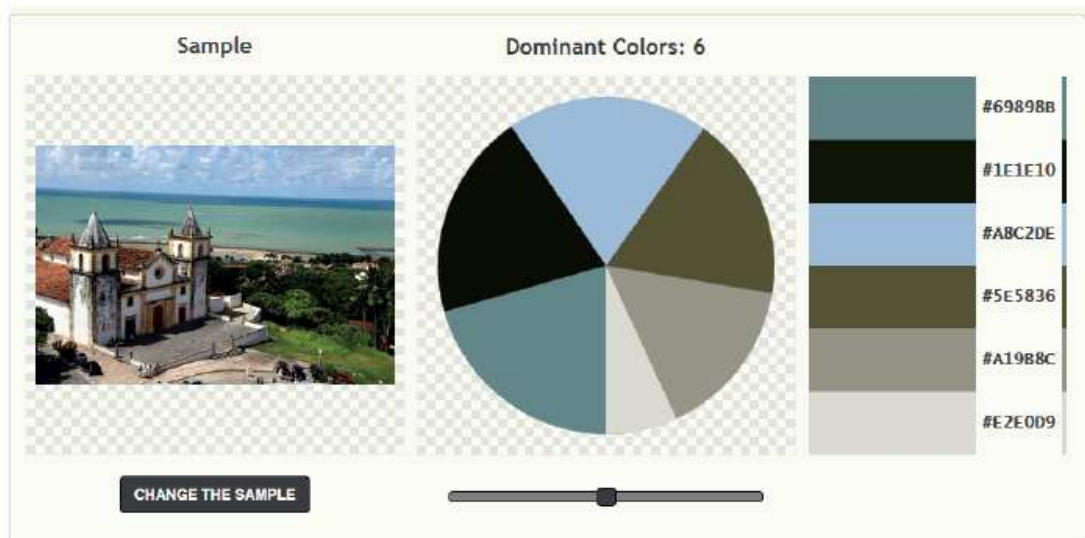 Sample
Dominant Colors: 6
#69898B
#1E1E10
#A8C2DE
#5E5836
#A19B8C
#E2E0D9
CHANGE THE SAMPLE